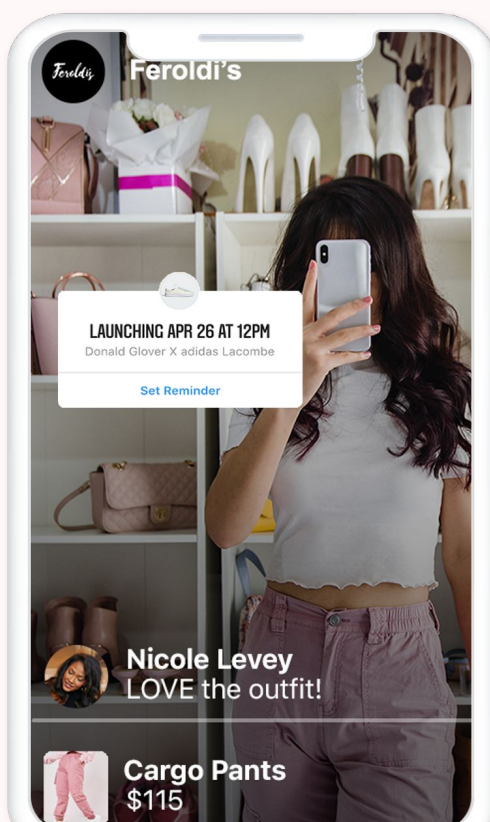 Feroldi's
Feroldi's
LAUNCHING APR 26 AT 12PM
Donald Glover X adidas Lacombe
Set Reminder
Nicole Levey
LOVE the outfit!
Cargo Pants
$115